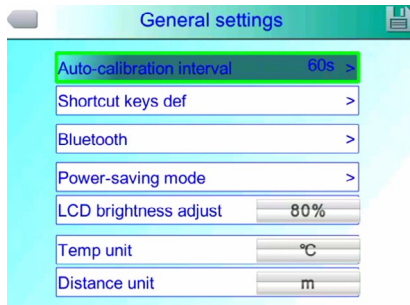 General settings
Auto-calibration interval 60s >
Shortcut keys def >
Bluetooth >
Power-saving mode >
LCD brightness adjust 80%
Temp unit ℃
Distance unit m